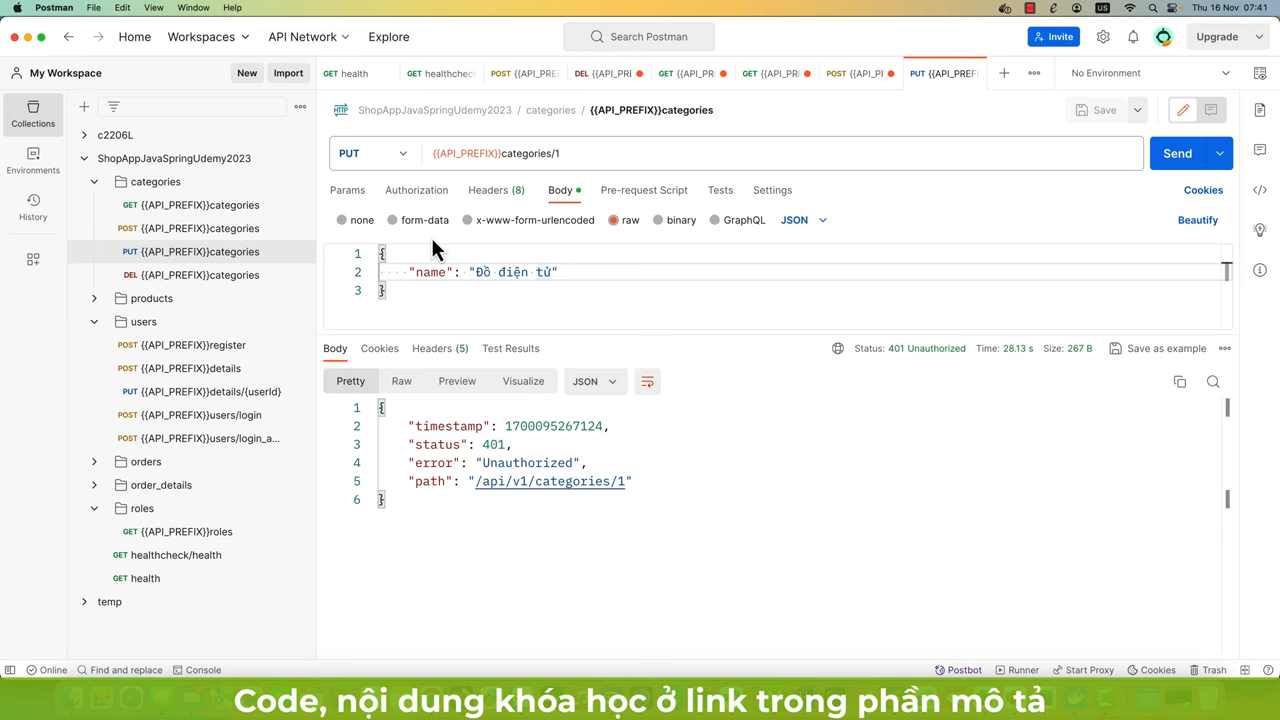 Postman File Edit View Window Help US Thu 16 Nov 07:41
Home Workspaces API Network Explore Search Postman Invite Upgrade
My Workspace New Import GET health GET healthchec POST {{API_PRE DEL {{API_PRI GET {{API_PR GET {{API_PR POST {{API_PI PUT {{API_PREF No Environment
Collections
Environments
History
c2206L
ShopAppJavaSpringUdemy2023
categories
GET {{API_PREFIX}}categories
POST {{API_PREFIX}}categories
PUT {{API_PREFIX}}categories
DEL {{API_PREFIX}}categories
products
users
POST {{API_PREFIX}}register
POST {{API_PREFIX}}details
PUT {{API_PREFIX}}details/{userId}
POST {{API_PREFIX}}users/login
POST {{API_PREFIX}}users/login_a...
orders
order_details
roles
GET {{API_PREFIX}}roles
GET healthcheck/health
GET health
temp
HTTP ShopAppJavaSpringUdemy2023 / categories / {{API_PREFIX}}categories Save
PUT {{API_PREFIX}}categories/1 Send
Params Authorization Headers (8) Body Pre-request Script Tests Settings Cookies
none form-data x-www-form-urlencoded raw binary GraphQL JSON Beautify
1 {
2 "name": "Đồ điện tử"
3 }
Body Cookies Headers (5) Test Results Status: 401 Unauthorized Time: 28.13 s Size: 267 B Save as example
Pretty Raw Preview Visualize JSON
1 {
2 "timestamp": 1700095267124,
3 "status": 401,
4 "error": "Unauthorized",
5 "path": "/api/v1/categories/1"
6 }
Online Find and replace Console Postbot Runner Start Proxy Cookies Trash
Code, nội dung khóa học ở link trong phần mô tả